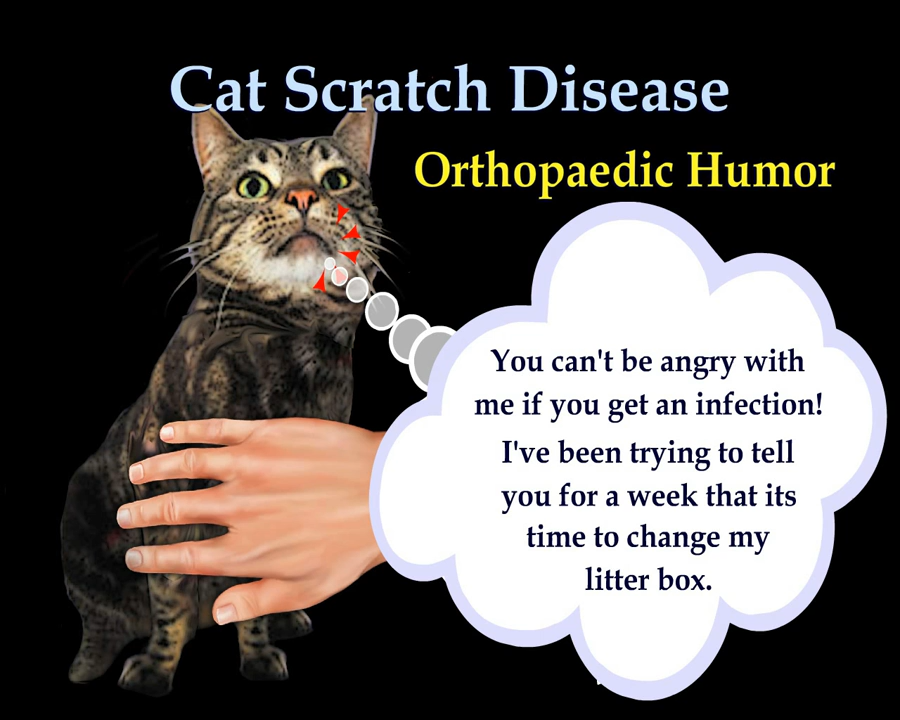 Cat Scratch Disease
Orthopaedic Humor
You can't be angry with
me if you get an infection!
I've been trying to tell
you for a week that its
time to change my
litter box.